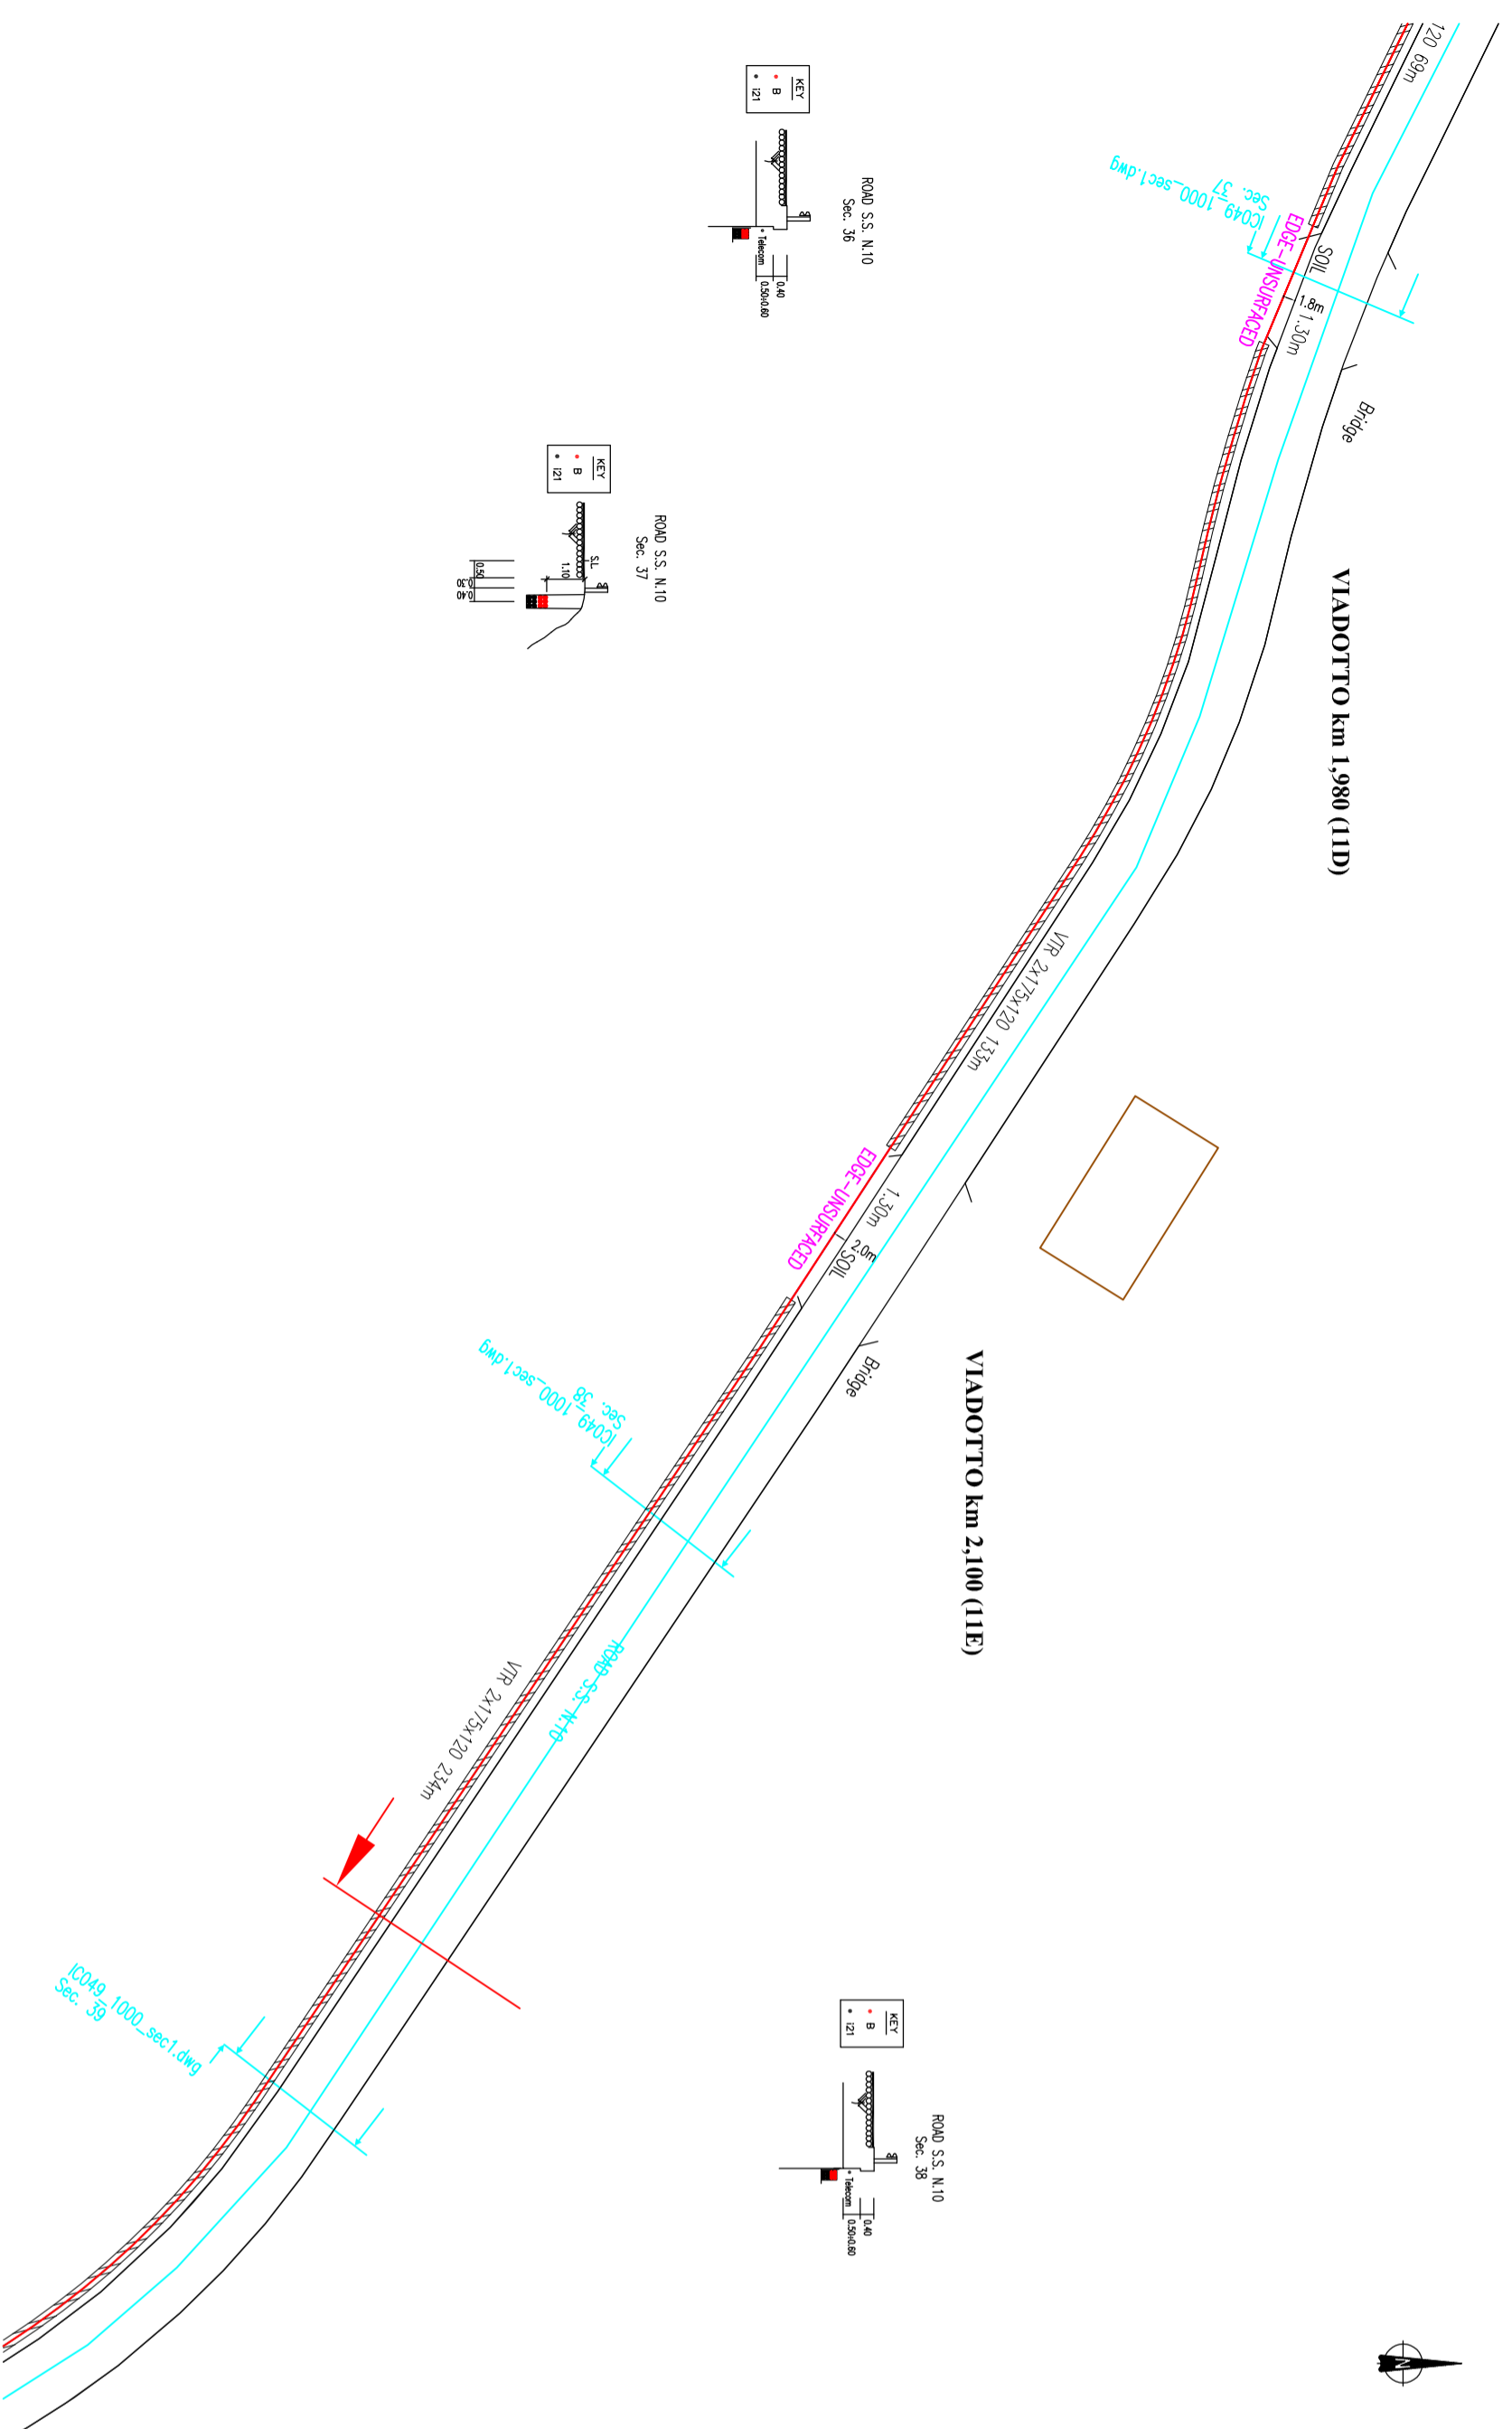 120 69m
IC049_1000_sec1.dwg
Sec. 37
EDGE-UNSURFACED
SOIL
1.8m
1.30m
Bridge
VIADOTTO km 1,980 (11D)
ROAD S.S. N.10
Sec. 36
KEY
B
i21
Telecom
0.40
0.50÷0.60
ROAD S.S. N.10
Sec. 37
KEY
B
i21
S.L
1.10
0.50
0.30
0.40
VTR 2x175x120 133m
EDGE-UNSURFACED
1.30m
2.0m
SOIL
Bridge
VIADOTTO km 2,100 (11E)
IC049_1000_sec1.dwg
Sec. 38
ROAD S.S. N.10
VTR 2x175x120 234m
IC049_1000_sec1.dwg
Sec. 39
ROAD S.S. N.10
Sec. 38
KEY
B
i21
Telecom
0.40
0.50÷0.60
N